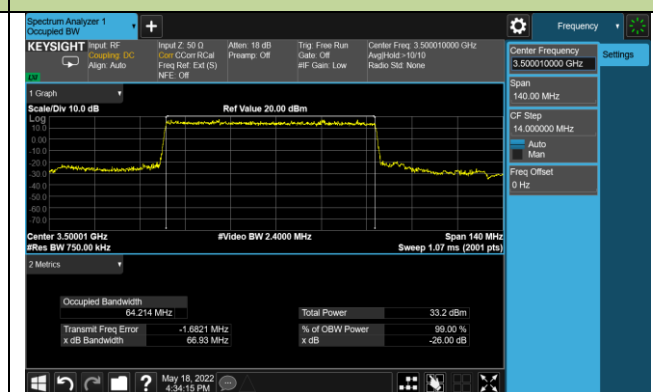 Spectrum Analyzer 1
Occupied BW
+
Frequency
KEYSIGHT
Input: RF
Coupling: DC
Align: Auto
Input Z: 50 Ω
Corr CCorr RCal
Freq Ref: Ext (S)
NFE: Off
Atten: 18 dB
Preamp: Off
Trig: Free Run
Gate: Off
#IF Gain: Low
Center Freq: 3.500010000 GHz
Avg|Hold:>10/10
Radio Std: None
LXI
Center Frequency
3.500010000 GHz
Settings
Span
140.00 MHz
CF Step
14.000000 MHz
Auto
Man
Freq Offset
0 Hz
1 Graph
Scale/Div 10.0 dB
Ref Value 20.00 dBm
Log
10.0
0.00
-10.0
-20.0
-30.0
-40.0
-50.0
-60.0
-70.0
Center 3.50001 GHz
#Video BW 2.4000 MHz
Span 140 MHz
#Res BW 750.00 kHz
Sweep 1.07 ms (2001 pts)
2 Metrics
Occupied Bandwidth
64.214 MHz
Total Power
33.2 dBm
Transmit Freq Error
-1.6821 MHz
% of OBW Power
99.00 %
x dB Bandwidth
66.93 MHz
x dB
-26.00 dB
?
May 18, 2022
4:34:15 PM